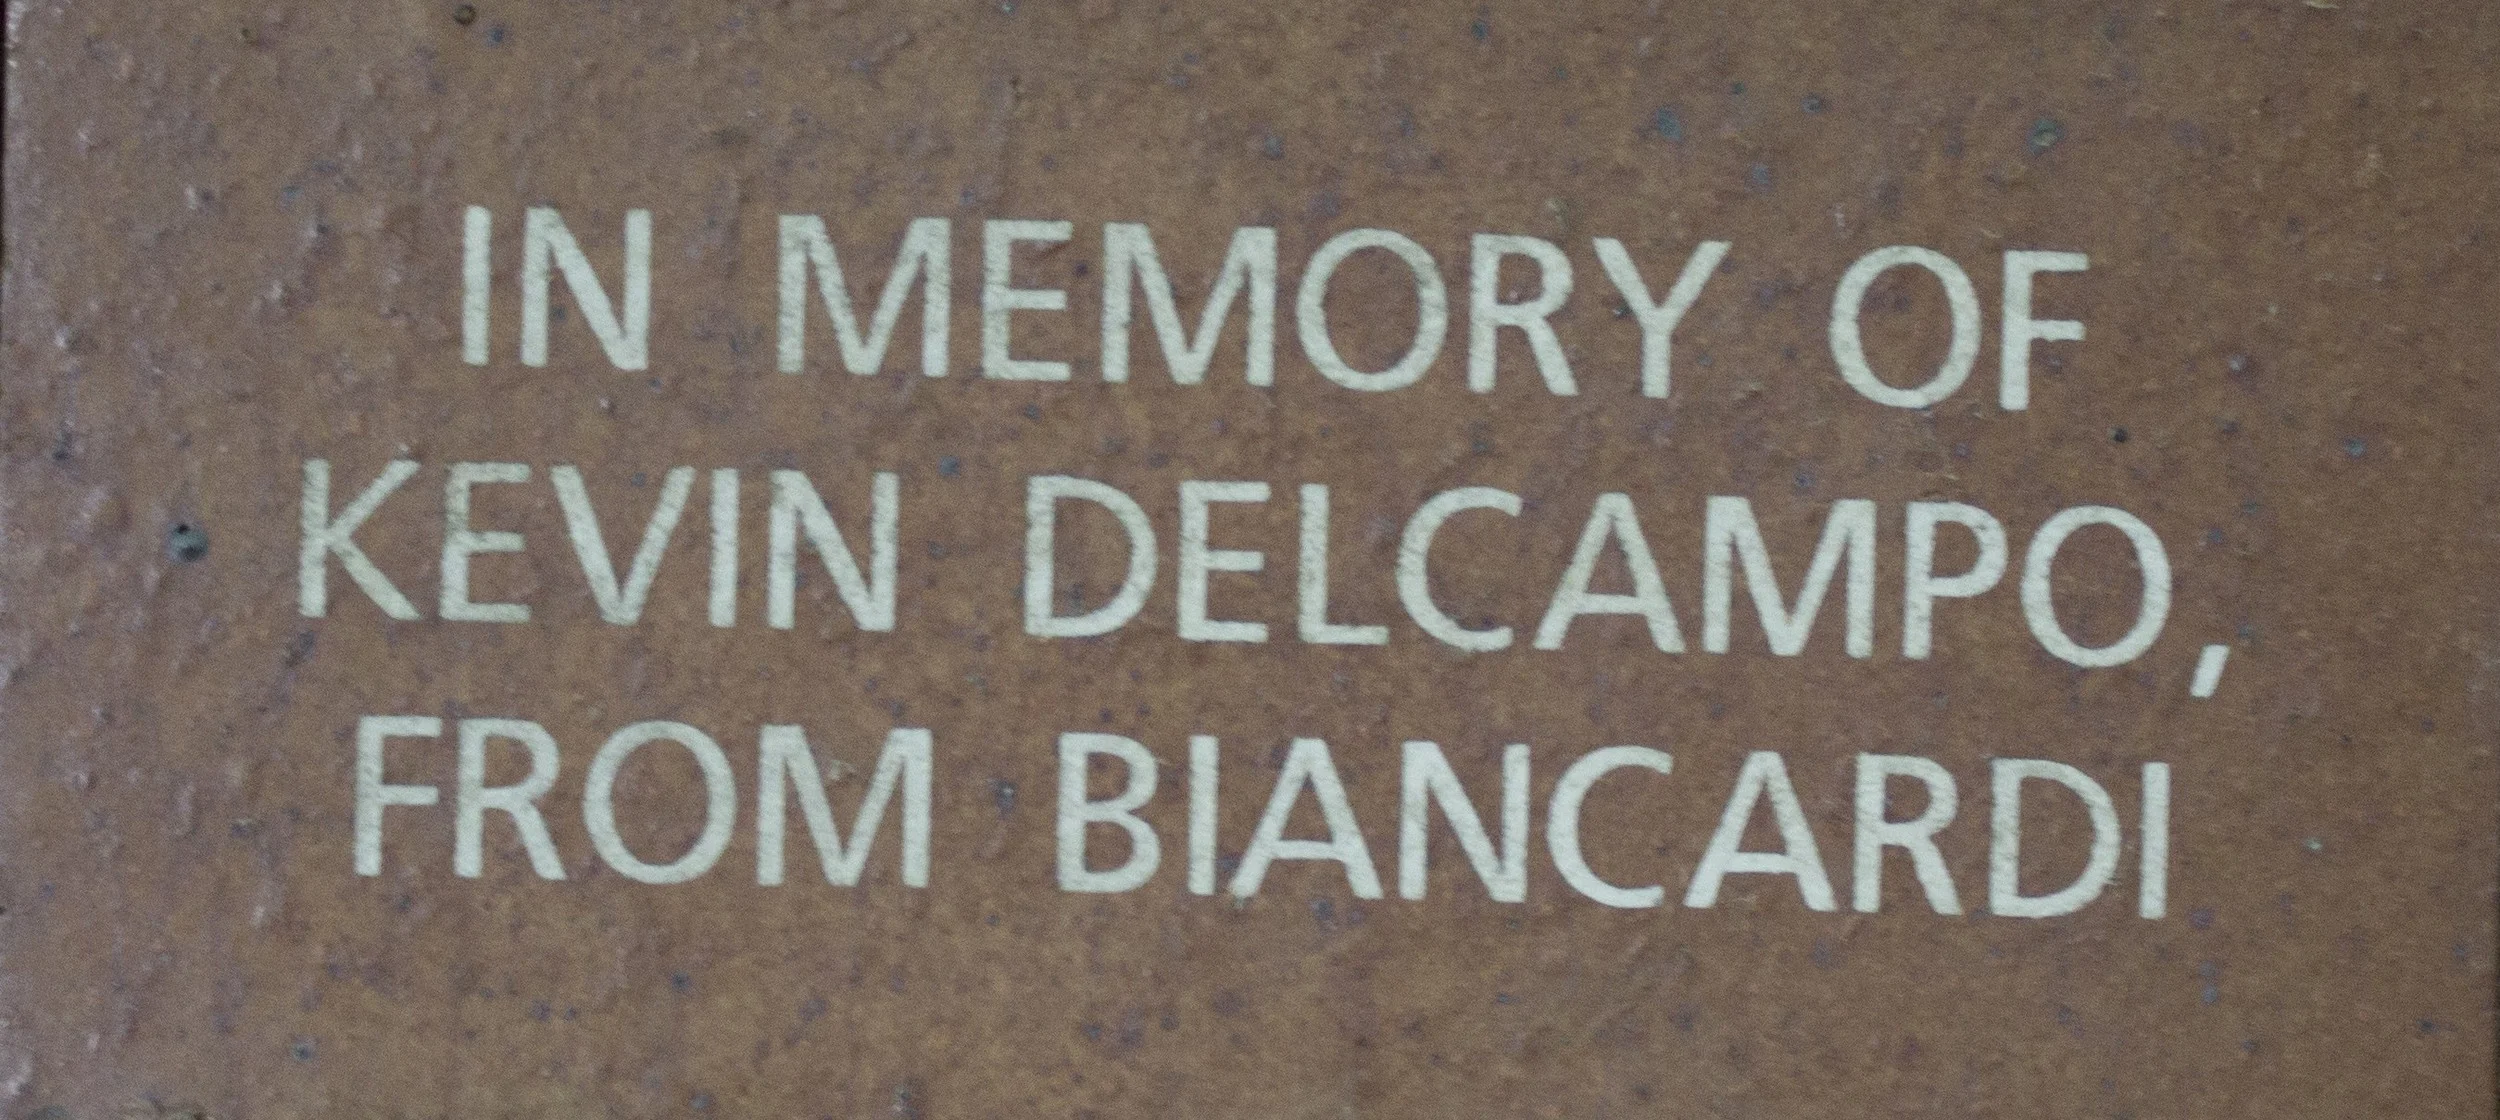 IN MEMORY OF
KEVIN DELCAMPO,
FROM BIANCARDI